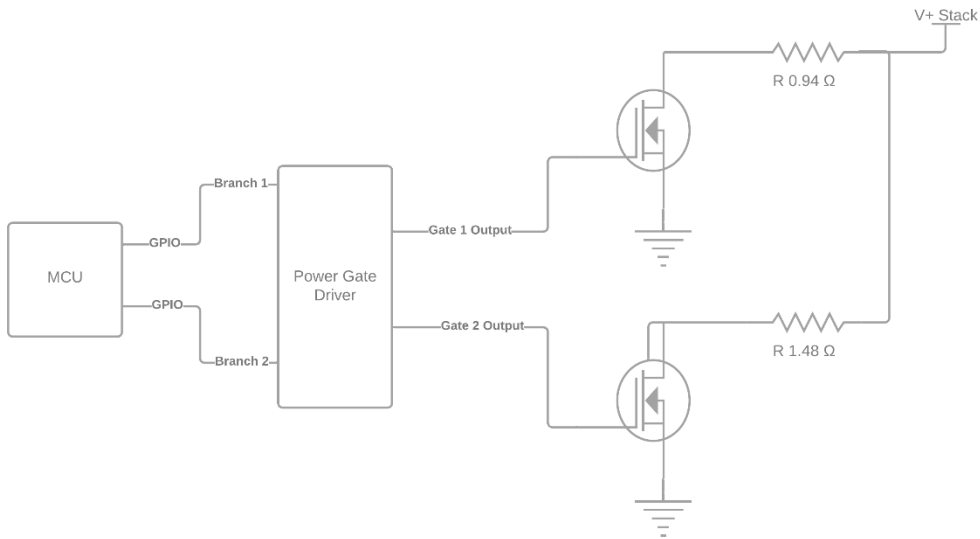 V+ Stack
R 0.94 Ω
Branch 1
Gate 1 Output
GPIO
MCU
Power Gate
Driver
GPIO
Gate 2 Output
R 1.48 Ω
Branch 2